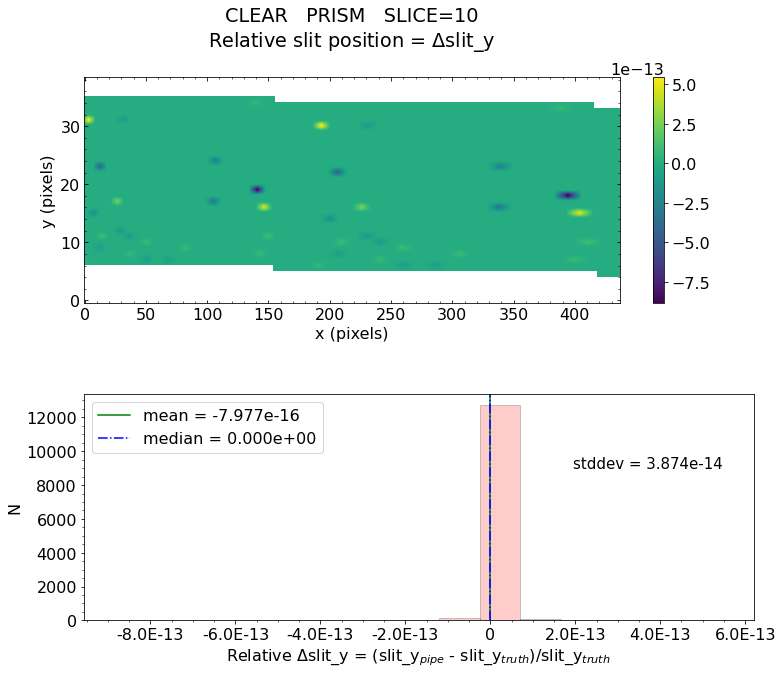 CLEAR   PRISM   SLICE=10
Relative slit position = Δslit_y
1e−13
5.0
2.5
0.0
−2.5
−5.0
−7.5
y (pixels)
30
20
10
0
0 50 100 150 200 250 300 350 400
x (pixels)
mean = -7.977e-16
median = 0.000e+00
stddev = 3.874e-14
N
12000
10000
8000
6000
4000
2000
0
-8.0E-13 -6.0E-13 -4.0E-13 -2.0E-13 0 2.0E-13 4.0E-13 6.0E-13
Relative Δslit_y = (slit_y_pipe - slit_y_truth)/slit_y_truth